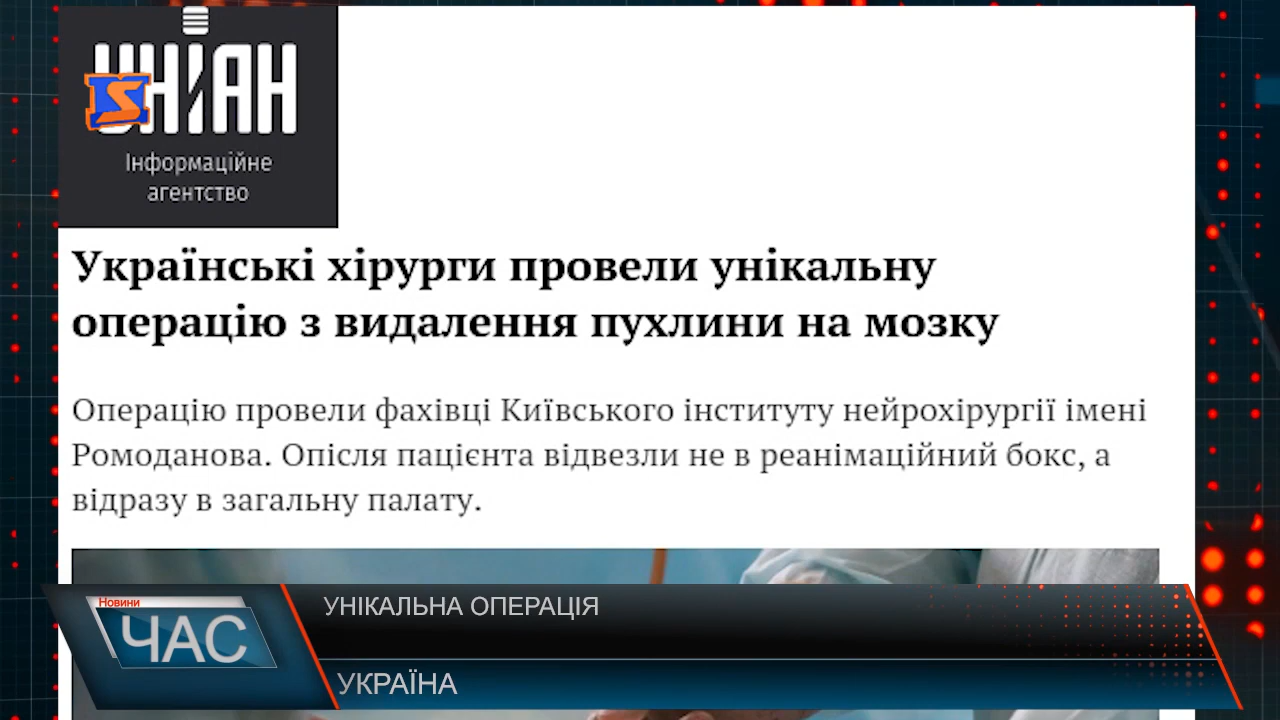 УНІАН
Інформаційне
агентство
Українські хірурги провели унікальну
операцію з видалення пухлини на мозку
Операцію провели фахівці Київського інституту нейрохірургії імені
Ромоданова. Опісля пацієнта відвезли не в реанімаційний бокс, а
відразу в загальну палату.
Новини
ЧАС
УНІКАЛЬНА ОПЕРАЦІЯ
УКРАЇНА